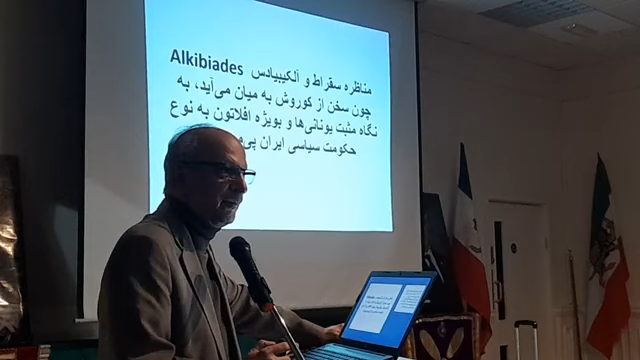 مناظره سقراط و آلکیبیادس Alkibiades
چون سخن از کوروش به میان می‌آید، به
نگاه مثبت یونانی‌ها و بویژه افلاتون به نوع
حکومت سیاسی ایران
Alkibiades